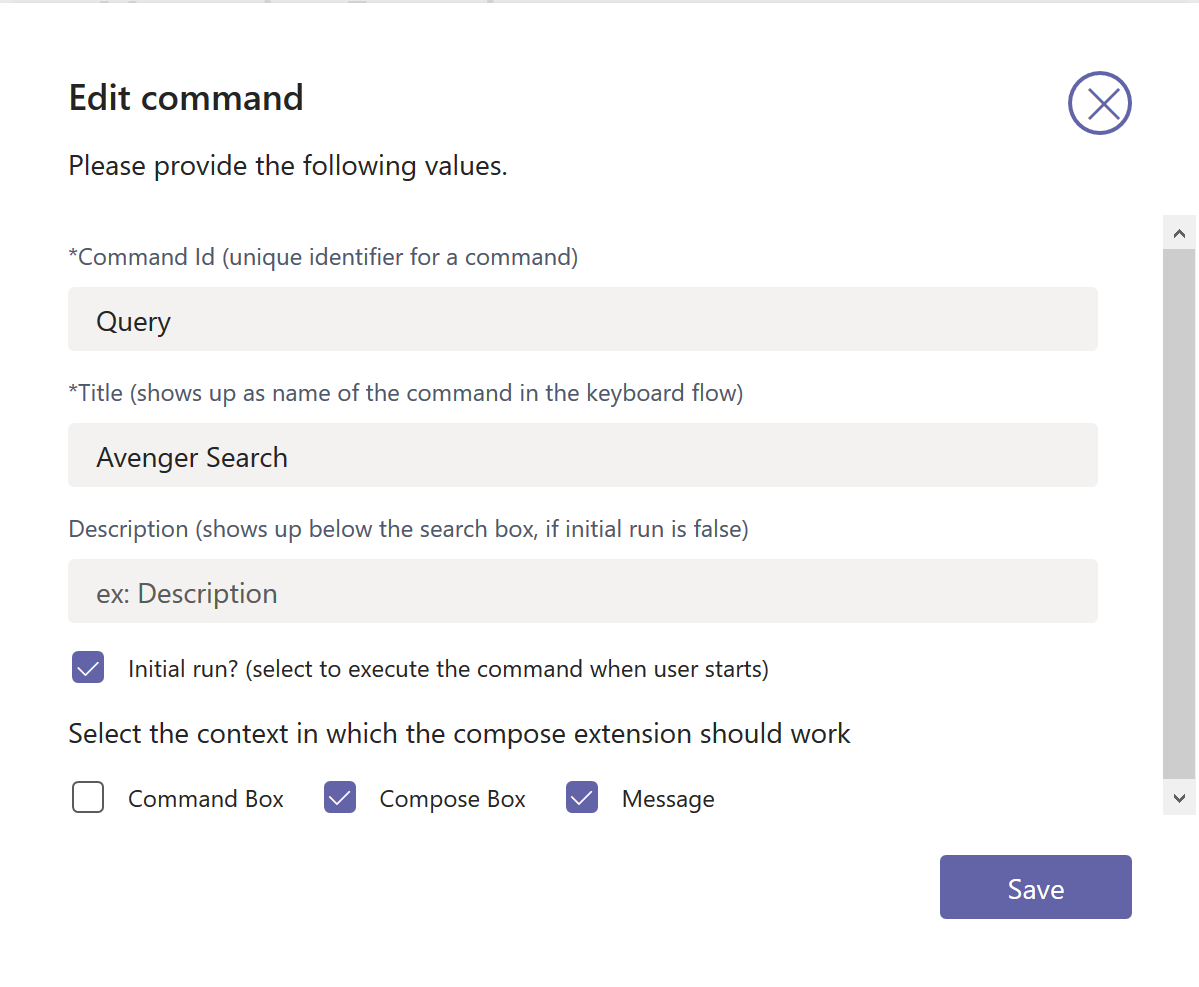 Edit command
Please provide the following values.
*Command Id (unique identifier for a command)
Query
*Title (shows up as name of the command in the keyboard flow)
Avenger Search
Description (shows up below the search box, if initial run is false)
ex: Description
Initial run? (select to execute the command when user starts)
Select the context in which the compose extension should work
Command Box Compose Box Message
Save